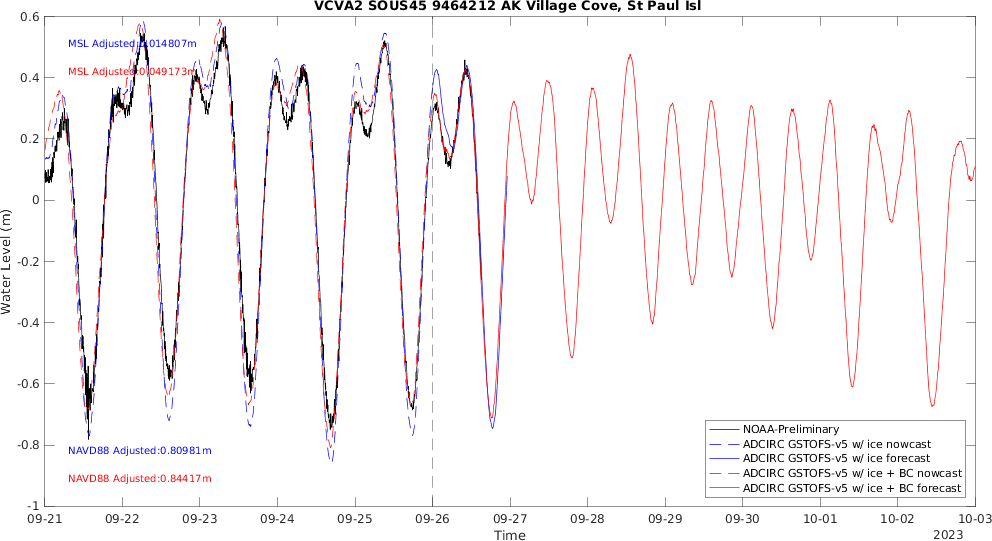 VCVA2 SOUS45 9464212 AK Village Cove, St Paul Isl
0.6
0.4
0.2
0
-0.2
-0.4
-0.6
-0.8
-1
Water Level (m)
MSL Adjusted:0.014807m
MSL Adjusted:0.049173m
NAVD88 Adjusted:0.80981m
NAVD88 Adjusted:0.84417m
NOAA-Preliminary
ADCIRC GSTOFS-v5 w/ ice nowcast
ADCIRC GSTOFS-v5 w/ ice forecast
ADCIRC GSTOFS-v5 w/ ice + BC nowcast
ADCIRC GSTOFS-v5 w/ ice + BC forecast
09-21 09-22 09-23 09-24 09-25 09-26 09-27 09-28 09-29 09-30 10-01 10-02 10-03
Time
2023